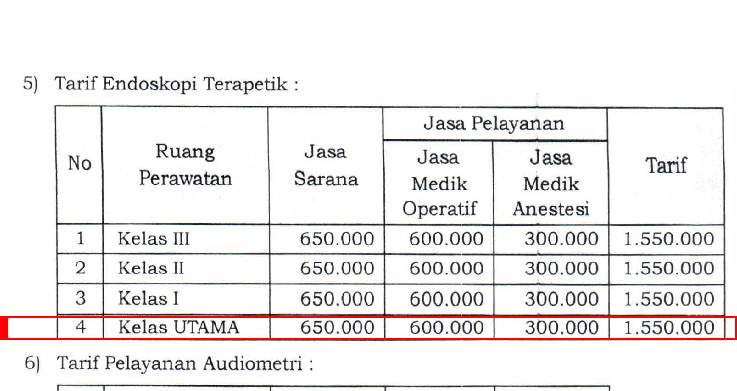 5) Tarif Endoskopi Terapetik :
No Ruang Perawatan Jasa Sarana Jasa Pelayanan Tarif
Jasa Medik Operatif Jasa Medik Anestesi
1 Kelas III 650.000 600.000 300.000 1.550.000
2 Kelas II 650.000 600.000 300.000 1.550.000
3 Kelas I 650.000 600.000 300.000 1.550.000
4 Kelas UTAMA 650.000 600.000 300.000 1.550.000
6) Tarif Pelayanan Audiometri :